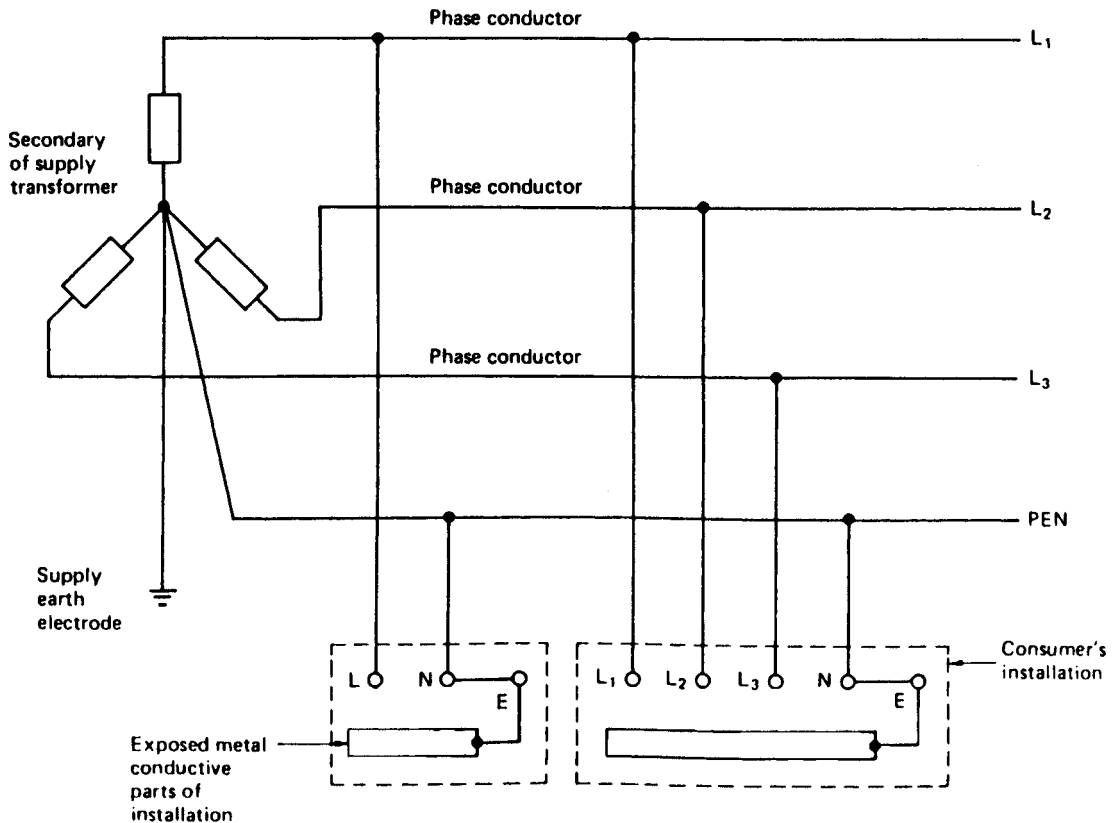 Phase conductor
L₁
Secondary
of supply
transformer
Phase conductor
L₂
Phase conductor
L₃
PEN
Supply
earth
electrode
L
N
E
L₁
L₂
L₃
N
E
Consumer's
installation
Exposed metal
conductive
parts of
installation